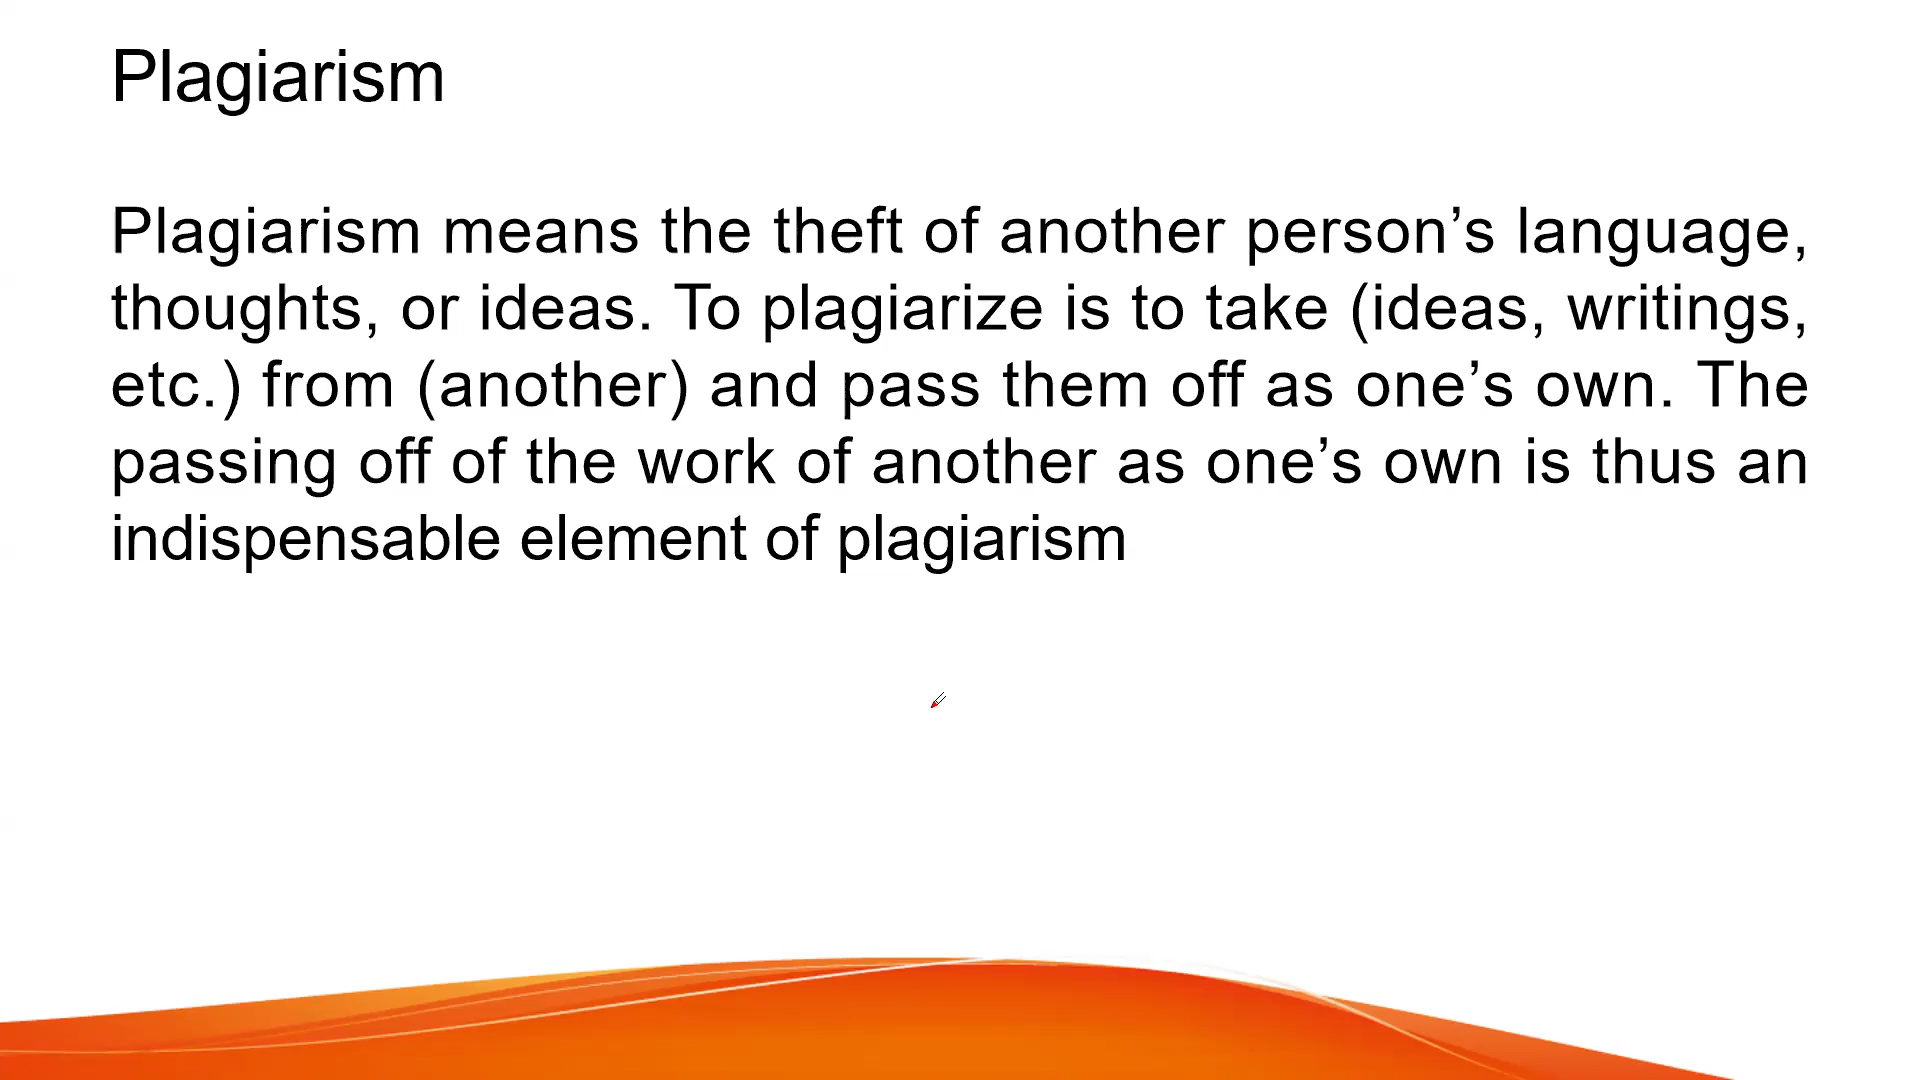 Plagiarism
Plagiarism means the theft of another person’s language,
thoughts, or ideas. To plagiarize is to take (ideas, writings,
etc.) from (another) and pass them off as one’s own. The
passing off of the work of another as one’s own is thus an
indispensable element of plagiarism